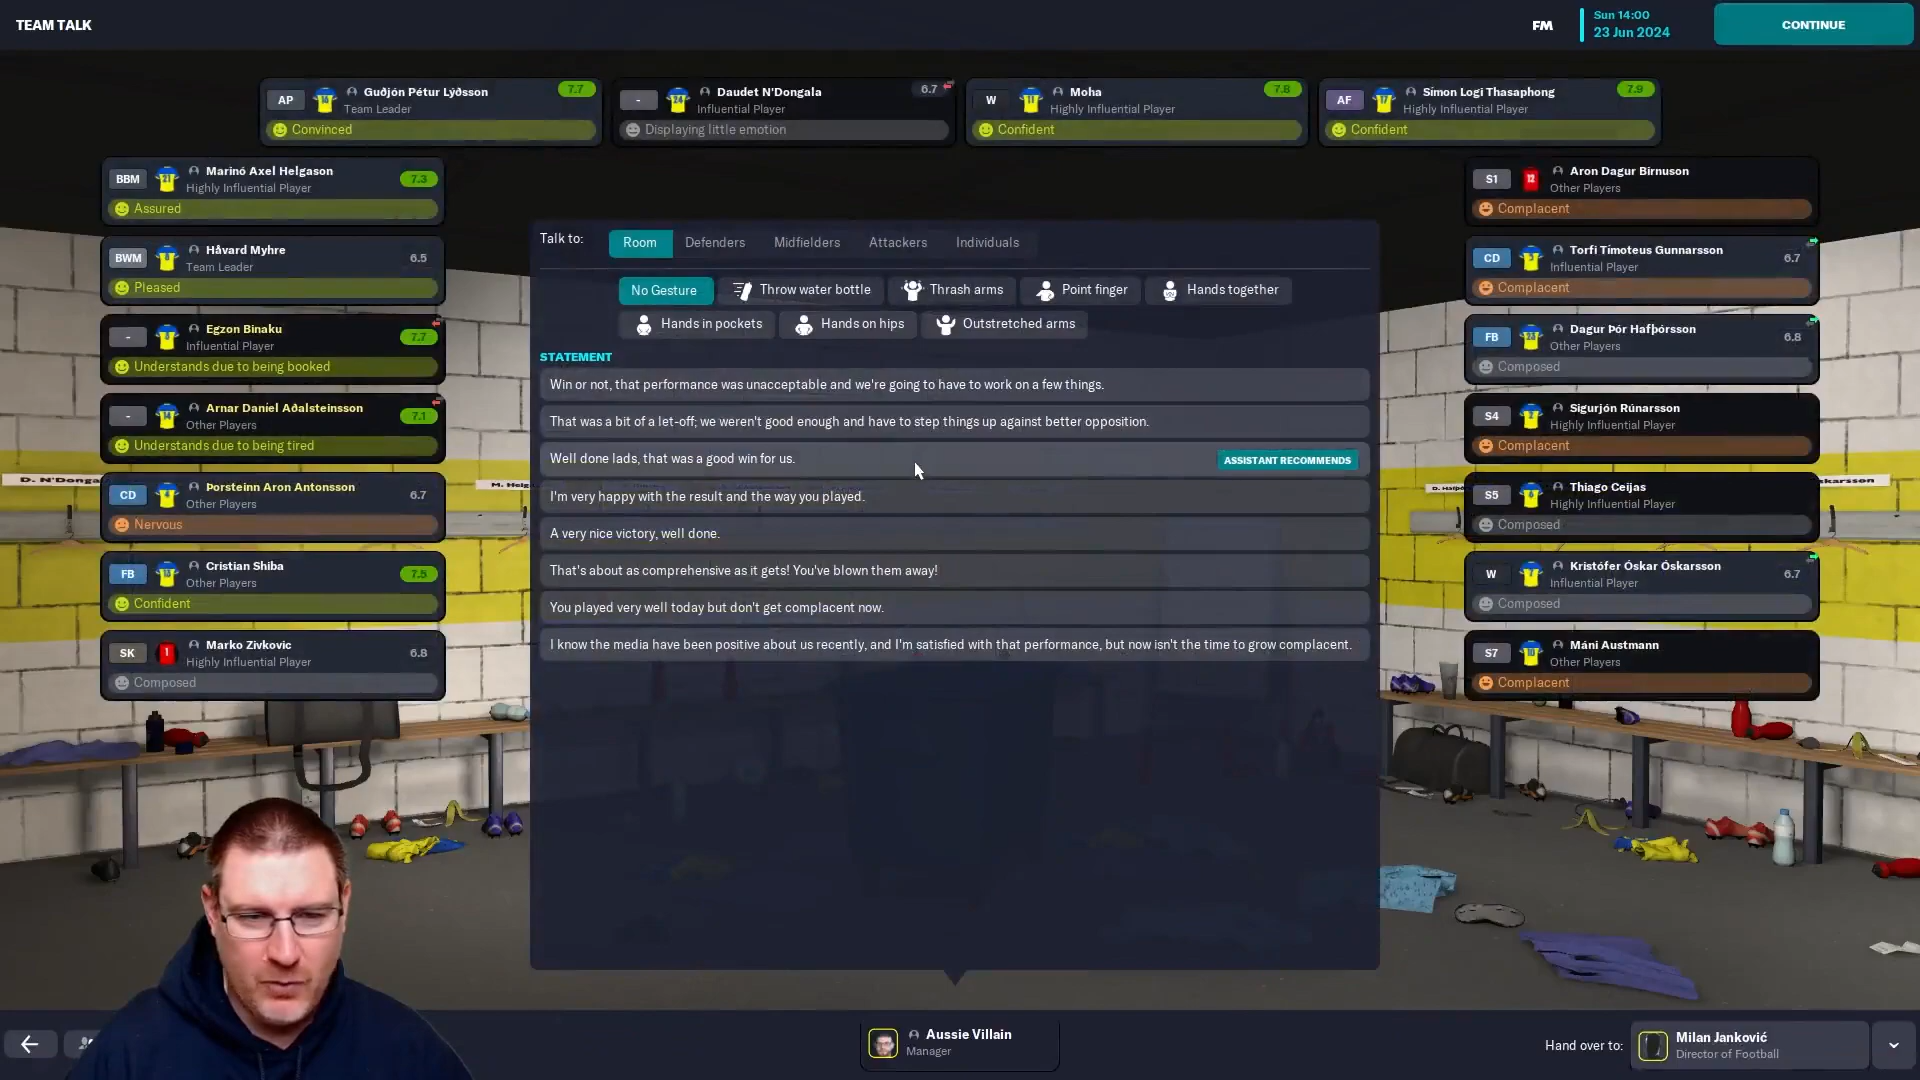 TEAM TALK
FM
Sun 14:00
23 Jun 2024
CONTINUE
AP
Guðjón Pétur Lýðsson
Team Leader
7.7
Convinced
-
24
Daudet N'Dongala
Influential Player
6.7
Displaying little emotion
W
11
Moha
Highly Influential Player
7.8
Confident
AF
17
Símon Logi Thasaphong
Highly Influential Player
7.9
Confident
BBM
21
Marinó Axel Helgason
Highly Influential Player
7.3
Assured
BWM
Håvard Myhre
Team Leader
6.5
Pleased
-
Egzon Binaku
Influential Player
7.7
Understands due to being booked
-
Arnar Daníel Aðalsteinsson
Other Players
7.1
Understands due to being tired
CD
Þorsteinn Aron Antonsson
Other Players
6.7
Nervous
FB
Cristian Shiba
Other Players
7.5
Confident
SK
1
Marko Zivkovic
Highly Influential Player
6.8
Composed
Talk to:
Room
Defenders
Midfielders
Attackers
Individuals
No Gesture
Throw water bottle
Thrash arms
Point finger
Hands together
Hands in pockets
Hands on hips
Outstretched arms
STATEMENT
Win or not, that performance was unacceptable and we're going to have to work on a few things.
That was a bit of a let-off; we weren't good enough and have to step things up against better opposition.
Well done lads, that was a good win for us.
ASSISTANT RECOMMENDS
I'm very happy with the result and the way you played.
A very nice victory, well done.
That's about as comprehensive as it gets! You've blown them away!
You played very well today but don't get complacent now.
I know the media have been positive about us recently, and I'm satisfied with that performance, but now isn't the time to grow complacent.
S1
12
Aron Dagur Birnuson
Other Players
Complacent
CD
Torfi Tímoteus Gunnarsson
Influential Player
6.7
Complacent
FB
23
Dagur Þór Hafþórsson
Other Players
6.8
Composed
S4
2
Sigurjón Rúnarsson
Highly Influential Player
Complacent
S5
Thiago Ceijas
Highly Influential Player
Composed
W
7
Kristófer Óskar Óskarsson
Influential Player
6.7
Composed
S7
10
Máni Austmann
Other Players
Complacent
D. N'Donga
Aussie Villain
Manager
Hand over to:
Milan Janković
Director of Football